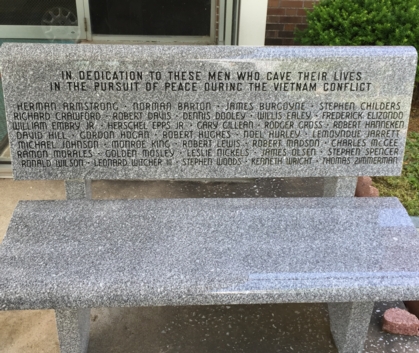 IN DEDICATION TO THESE MEN WHO GAVE THEIR LIVES
IN THE PURSUIT OF PEACE DURING THE VIETNAM CONFLICT
HERMAN ARMSTRONG • NORMAN BARTON • JAMES BURGOYNE • STEPHEN CHILDERS
RICHARD CRAWFORD • ROBERT DAVIS • DENNIS DOOLEY • WILLIS EALEY • FREDERICK ELIZONDO
WILLIAM EMBRY JR. • HERSCHEL EPPS JR • GARY GILLEAN • RODGER GROSS • ROBERT HANNEKEN
DAVID HILL • GORDON HOGAN • ROBERT HUGHES • NOEL HURLEY • JARRETT
MICHAEL JOHNSON • MONROE KING • ROBERT LEWIS • ROBERT MADSON • CHARLES MCGEE
RAMON MORALES • GOLDEN MOSLEY • LESLIE NICKELS • JAMES OLSEN • STEPHEN SPENCER
RONALD WILSON • LEONARD WITCHER III • STEPHEN WOODS • KENNETH WRIGHT • THOMAS ZIMMERMAN